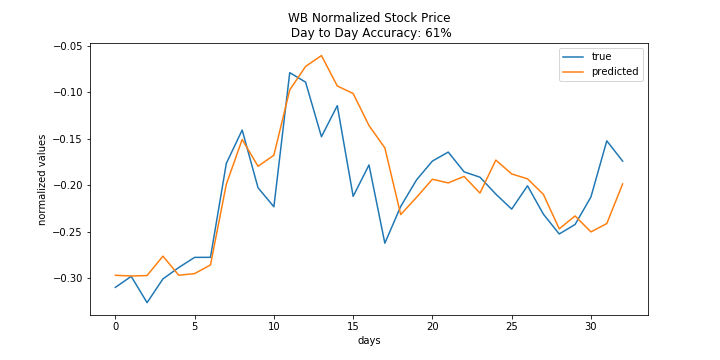 WB Normalized Stock Price
Day to Day Accuracy: 61%
true
predicted
normalized values
−0.05
−0.10
−0.15
−0.20
−0.25
−0.30
0
5
10
15
20
25
30
days